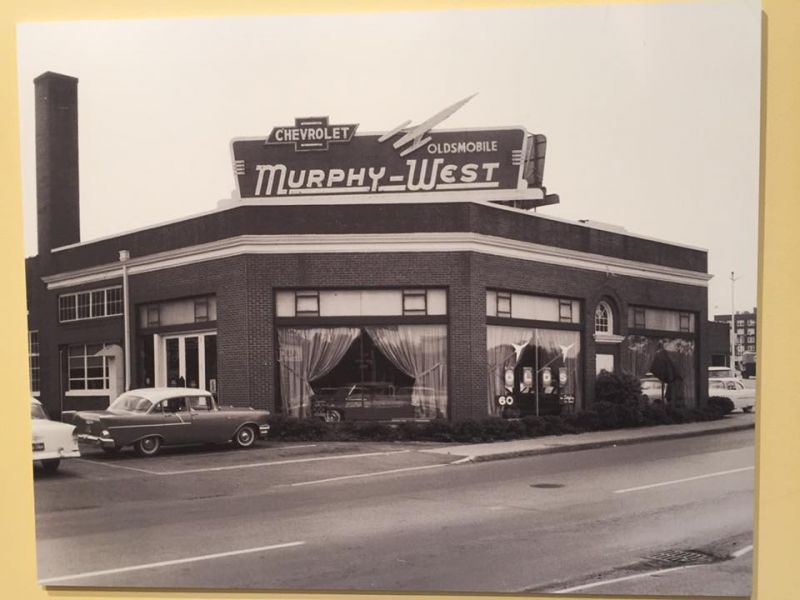 CHEVROLET
OLDSMOBILE
MURPHY-WEST
60